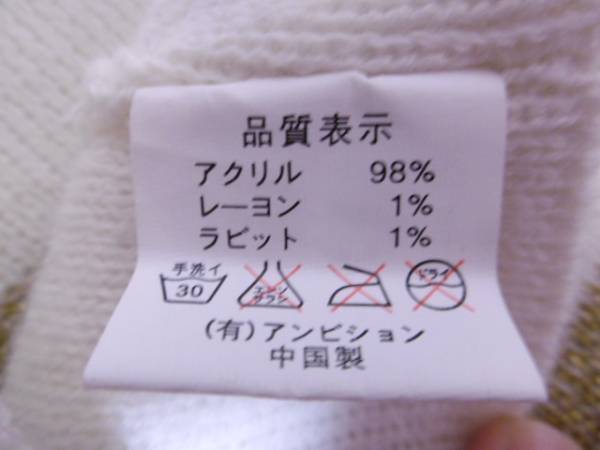 品質表示
アクリル 98%
レーヨン 1%
ラビット 1%
手洗イ
30
エンソ
サラシ
ドライ
(有)アンビション
中国製